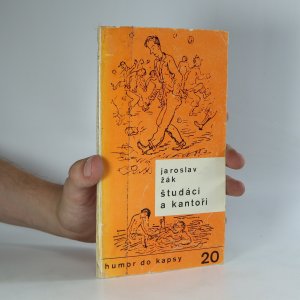 jaroslav
žák
študáci
a kantoři
humor do kapsy 20